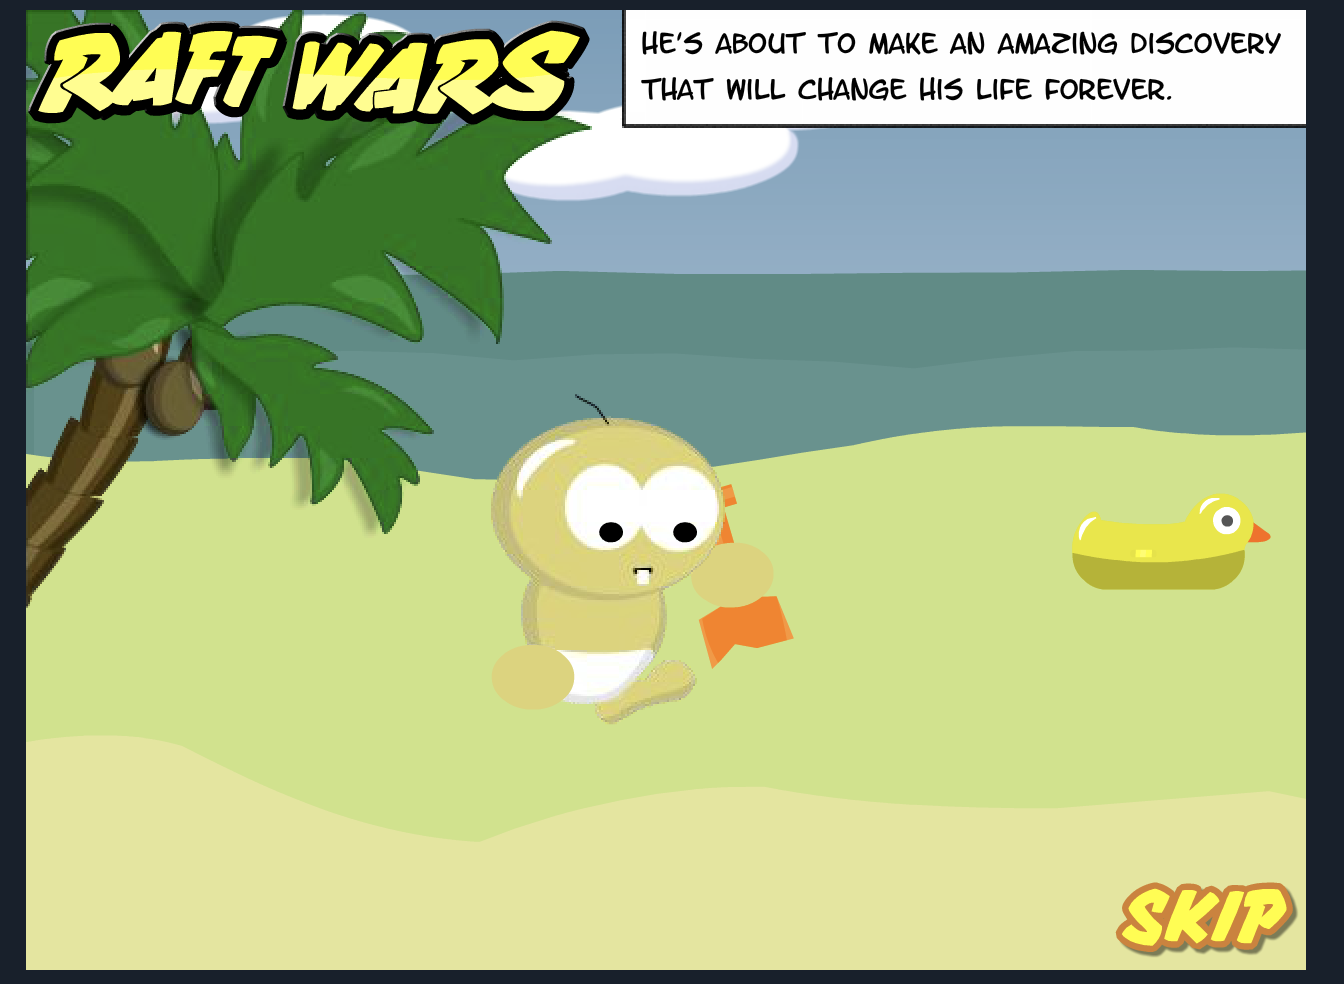 RAFT WARS
HE'S ABOUT TO MAKE AN AMAZING DISCOVERY
THAT WILL CHANGE HIS LIFE FOREVER.
SKIP